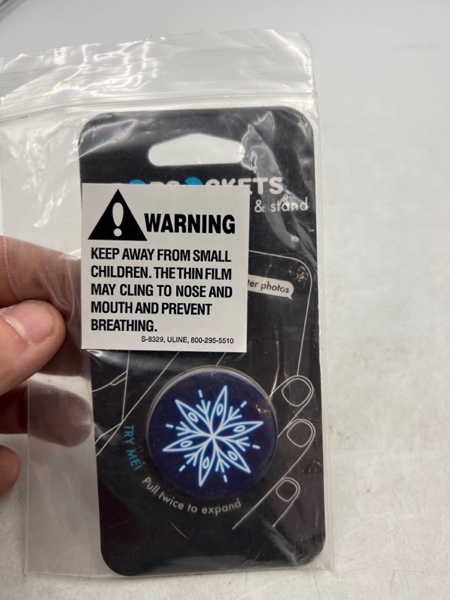 & stand
WARNING
KEEP AWAY FROM SMALL
CHILDREN. THE THIN FILM
MAY CLING TO NOSE AND
MOUTH AND PREVENT
BREATHING.
S-8329, ULINE, 800-295-5510
photos
TRY ME!
Pull twice to expand